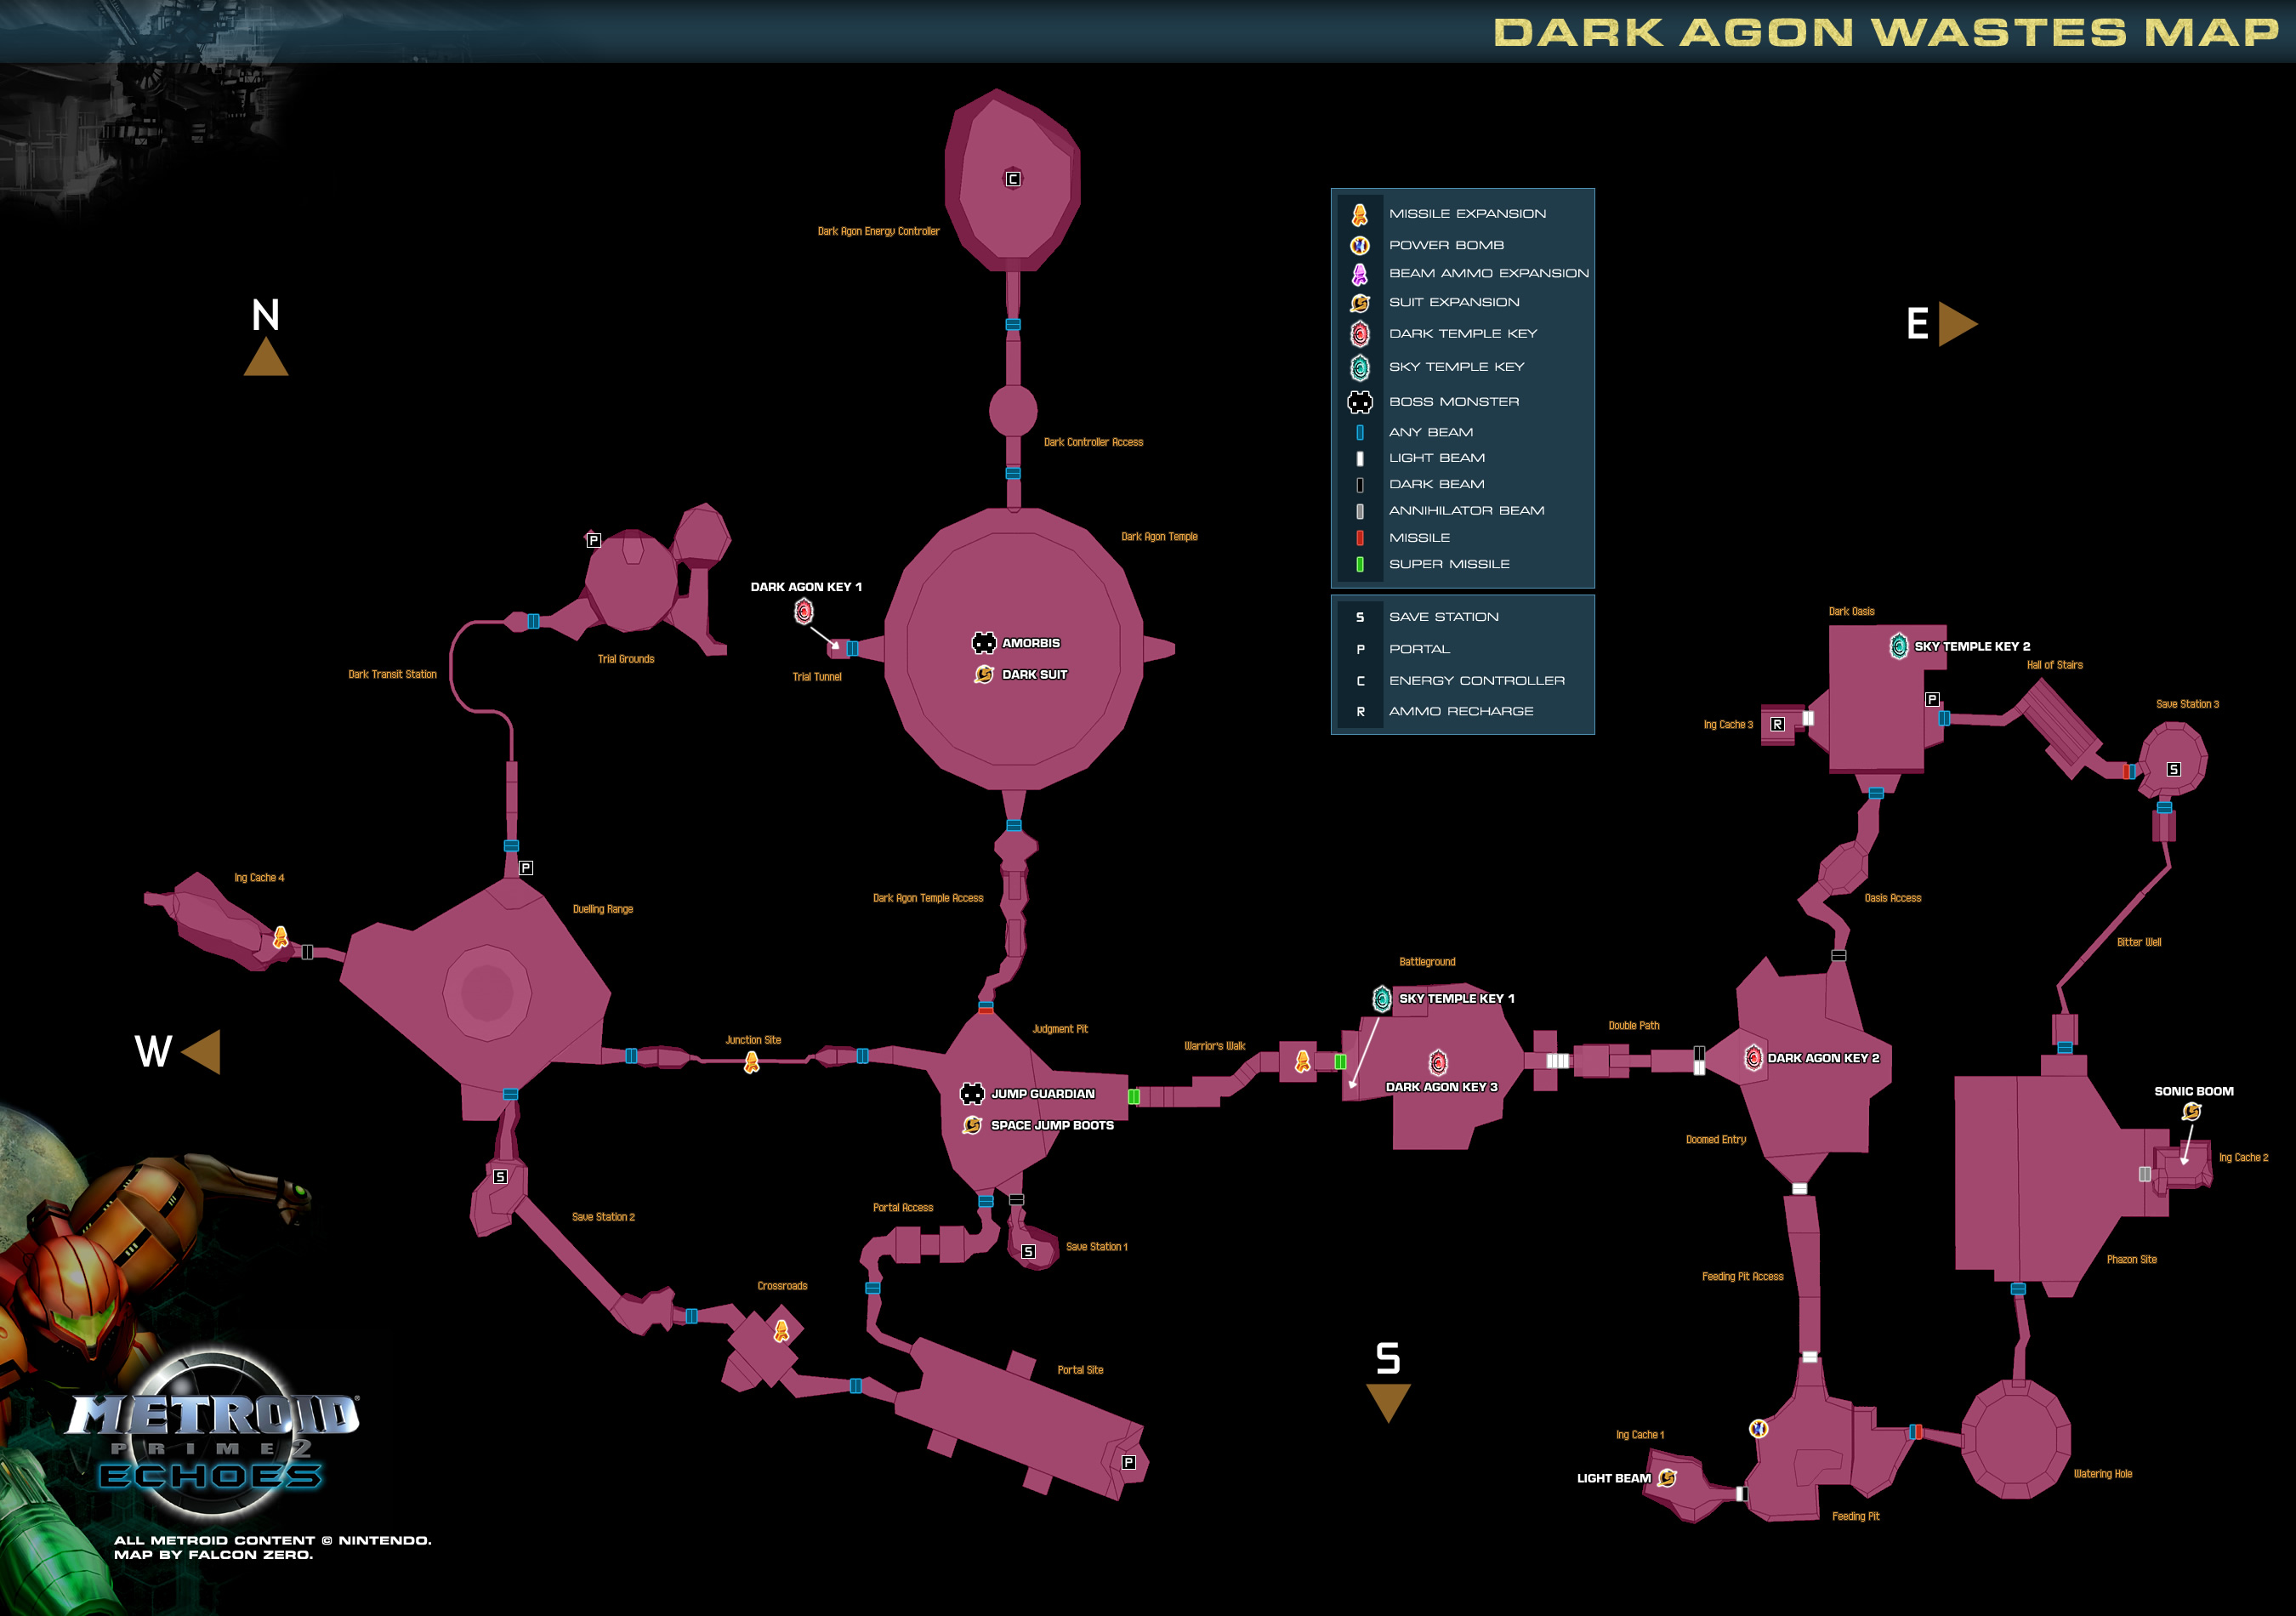 DARK AGON WASTES MAP
C
Dark Agon Energy Controller
N
E
MISSILE EXPANSION
POWER BOMB
BEAM AMMO EXPANSION
SUIT EXPANSION
DARK TEMPLE KEY
SKY TEMPLE KEY
BOSS MONSTER
ANY BEAM
LIGHT BEAM
DARK BEAM
ANNIHILATOR BEAM
MISSILE
SUPER MISSILE
S SAVE STATION
P PORTAL
C ENERGY CONTROLLER
R AMMO RECHARGE
Dark Controller Access
Dark Agon Temple
P
Trial Grounds
Dark Transit Station
DARK AGON KEY 1
Trial Tunnel
AMORBIS
DARK SUIT
Dark Oasis
SKY TEMPLE KEY 2
Hall of Stairs
P
Save Station 3
Ing Cache 3
R
S
P
Ing Cache 4
Duelling Range
Dark Agon Temple Access
Oasis Access
Bitter Well
Battleground
SKY TEMPLE KEY 1
W
Junction Site
Judgment Pit
Warrior's Walk
Double Path
DARK AGON KEY 3
DARK AGON KEY 2
JUMP GUARDIAN
SPACE JUMP BOOTS
SONIC BOOM
Doomed Entry
Ing Cache 2
S
Save Station 2
Portal Access
Save Station 1
S
Phazon Site
Feeding Pit Access
Crossroads
Portal Site
P
S
Ing Cache 1
LIGHT BEAM
Watering Hole
Feeding Pit
METROID®
PRIME 2
ECHOES
ALL METROID CONTENT © NINTENDO.
MAP BY FALCON ZERO.